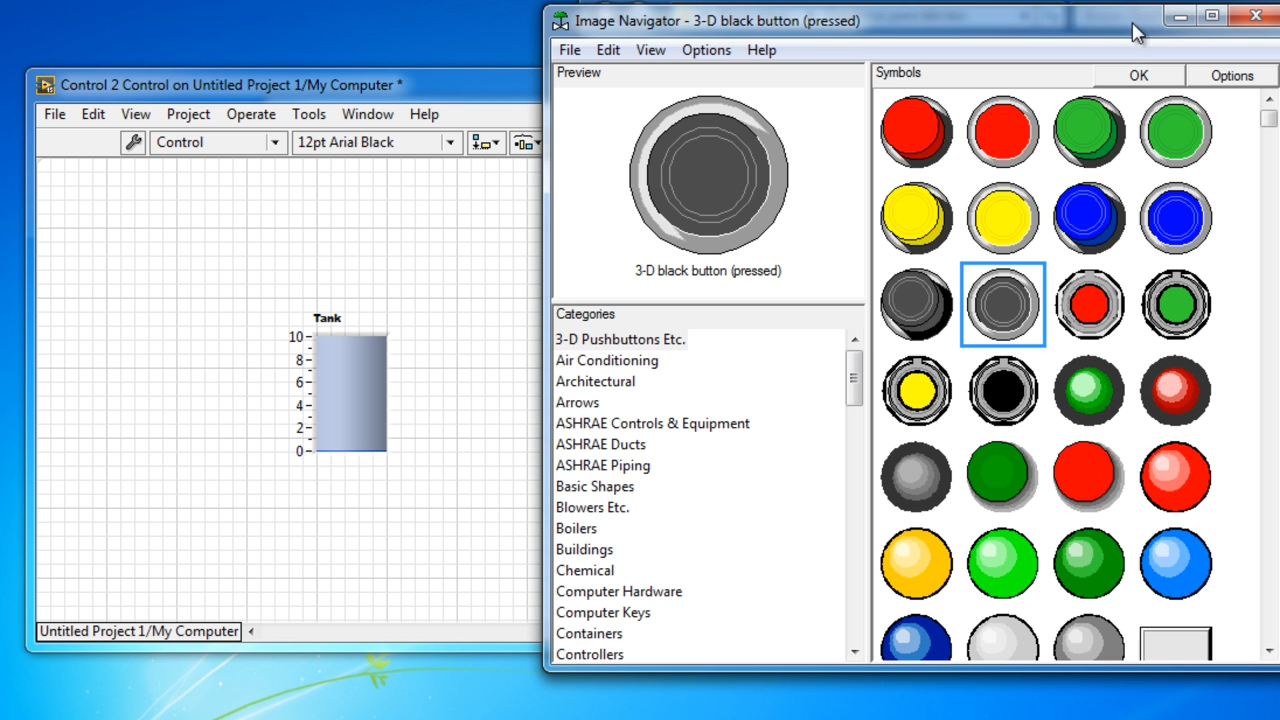 Image Navigator - 3-D black button (pressed)
File Edit View Options Help
Preview
3-D black button (pressed)
Categories
3-D Pushbuttons Etc.
Air Conditioning
Architectural
Arrows
ASHRAE Controls & Equipment
ASHRAE Ducts
ASHRAE Piping
Basic Shapes
Blowers Etc.
Boilers
Buildings
Chemical
Computer Hardware
Computer Keys
Containers
Controllers
Symbols
OK
Options
Control 2 Control on Untitled Project 1/My Computer *
File Edit View Project Operate Tools Window Help
Control 12pt Arial Black
Tank
10
8
6
4
2
0
Untitled Project 1/My Computer